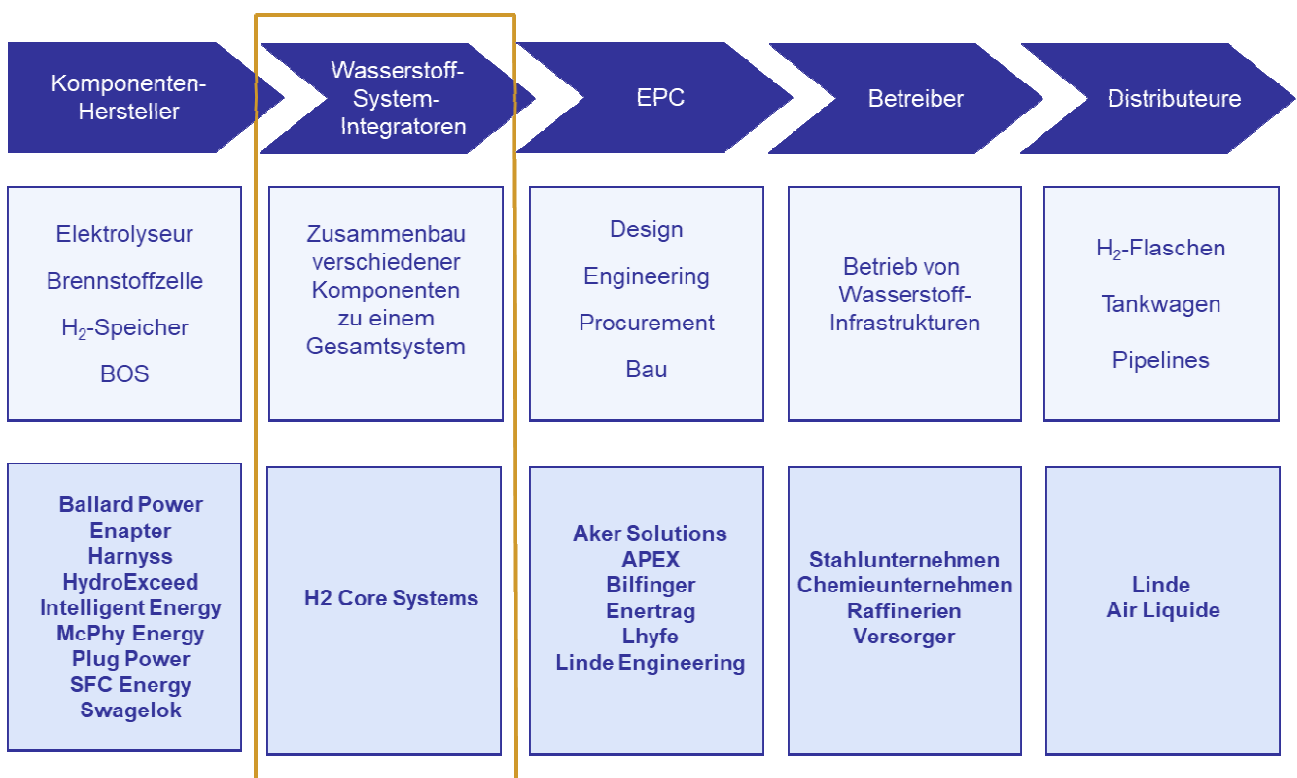 Komponenten-
Hersteller
Wasserstoff-
System-
Integratoren
EPC
Betreiber
Distributeure
Elektrolyseur
Brennstoffzelle
H₂-Speicher
BOS
Zusammenbau
verschiedener
Komponenten
zu einem
Gesamtsystem
Design
Engineering
Procurement
Bau
Betrieb von
Wasserstoff-
Infrastrukturen
H₂-Flaschen
Tankwagen
Pipelines
Ballard Power
Enapter
Harnyss
HydroExceed
Intelligent Energy
McPhy Energy
Plug Power
SFC Energy
Swagelok
H2 Core Systems
Aker Solutions
APEX
Bilfinger
Enertrag
Lhyfe
Linde Engineering
Stahlunternehmen
Chemieunternehmen
Raffinerien
Versorger
Linde
Air Liquide